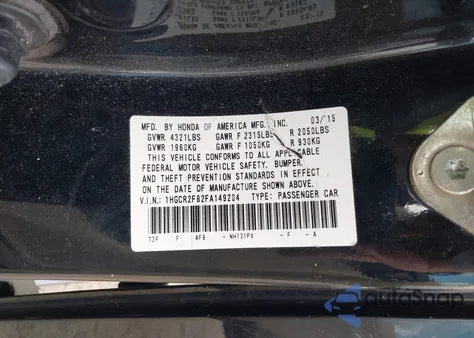 MFD. BY HONDA OF AMERICA MFG., INC. 03/'15
GVWR 4321LBS GAWR F 2315LBS R 2050LBS
GVWR 1960KG GAWR F 1050KG R 930KG
THIS VEHICLE CONFORMS TO ALL APPLICABLE
FEDERAL MOTOR VEHICLE SAFETY, BUMPER,
AND THEFT PREVENTION STANDARDS IN EFFECT
ON THE DATE OF MANUFACTURE SHOWN ABOVE.
V.I.N.: 1HGCR2F82FA149204 TYPE: PASSENGER CAR
T2F F AF8 - NH731PX - F - A
autoSnap